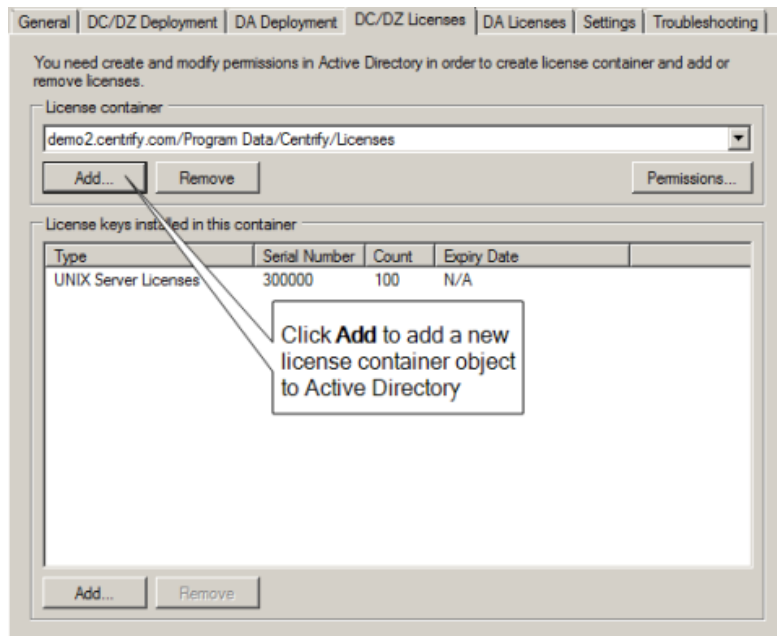 General DC/DZ Deployment DA Deployment DC/DZ Licenses DA Licenses Settings Troubleshooting
You need create and modify permissions in Active Directory in order to create license container and add or
remove licenses.
License container
demo2.centrify.com/Program Data/Centrify/Licenses
Add... Remove Permissions...
License keys installed in this container
Type Serial Number Count Expiry Date
UNIX Server Licenses 300000 100 N/A
Click Add to add a new
license container object
to Active Directory
Add... Remove